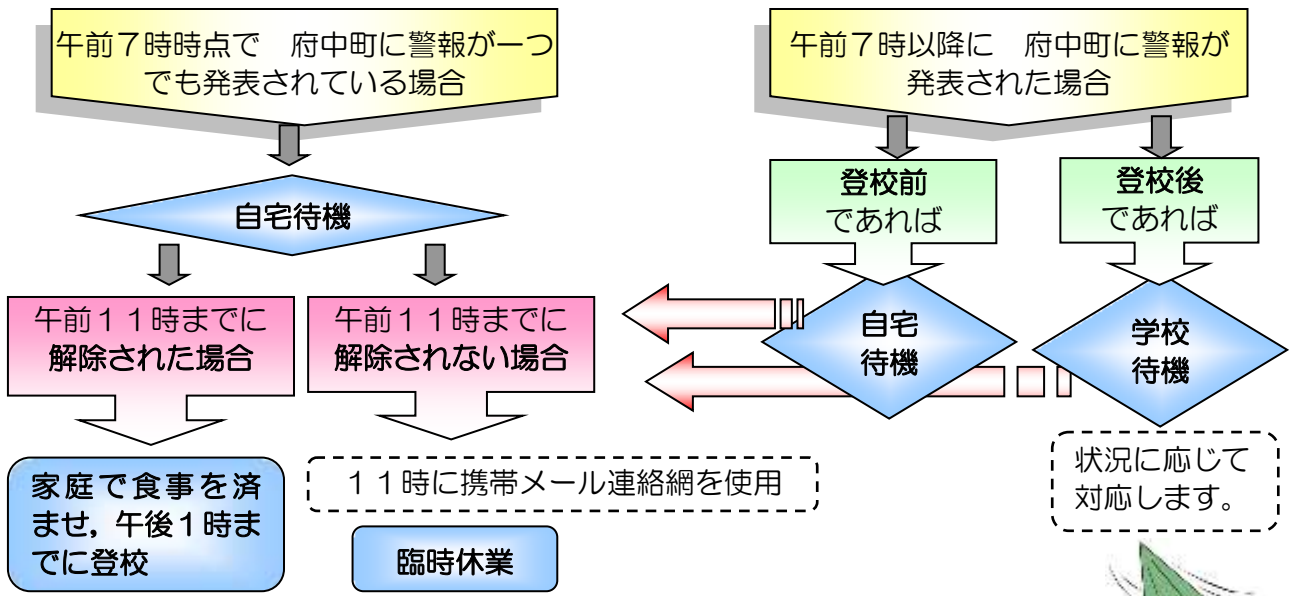 午前７時時点で　府中町に警報が一つ
でも発表されている場合
午前７時以降に　府中町に警報が
発表された場合
自宅待機
登校前
であれば
登校後
であれば
午前１１時までに
解除された場合
午前１１時までに
解除されない場合
自宅
待機
学校
待機
家庭で食事を済
ませ，午後１時ま
でに登校
１１時に携帯メール連絡網を使用
臨時休業
状況に応じて
対応します。